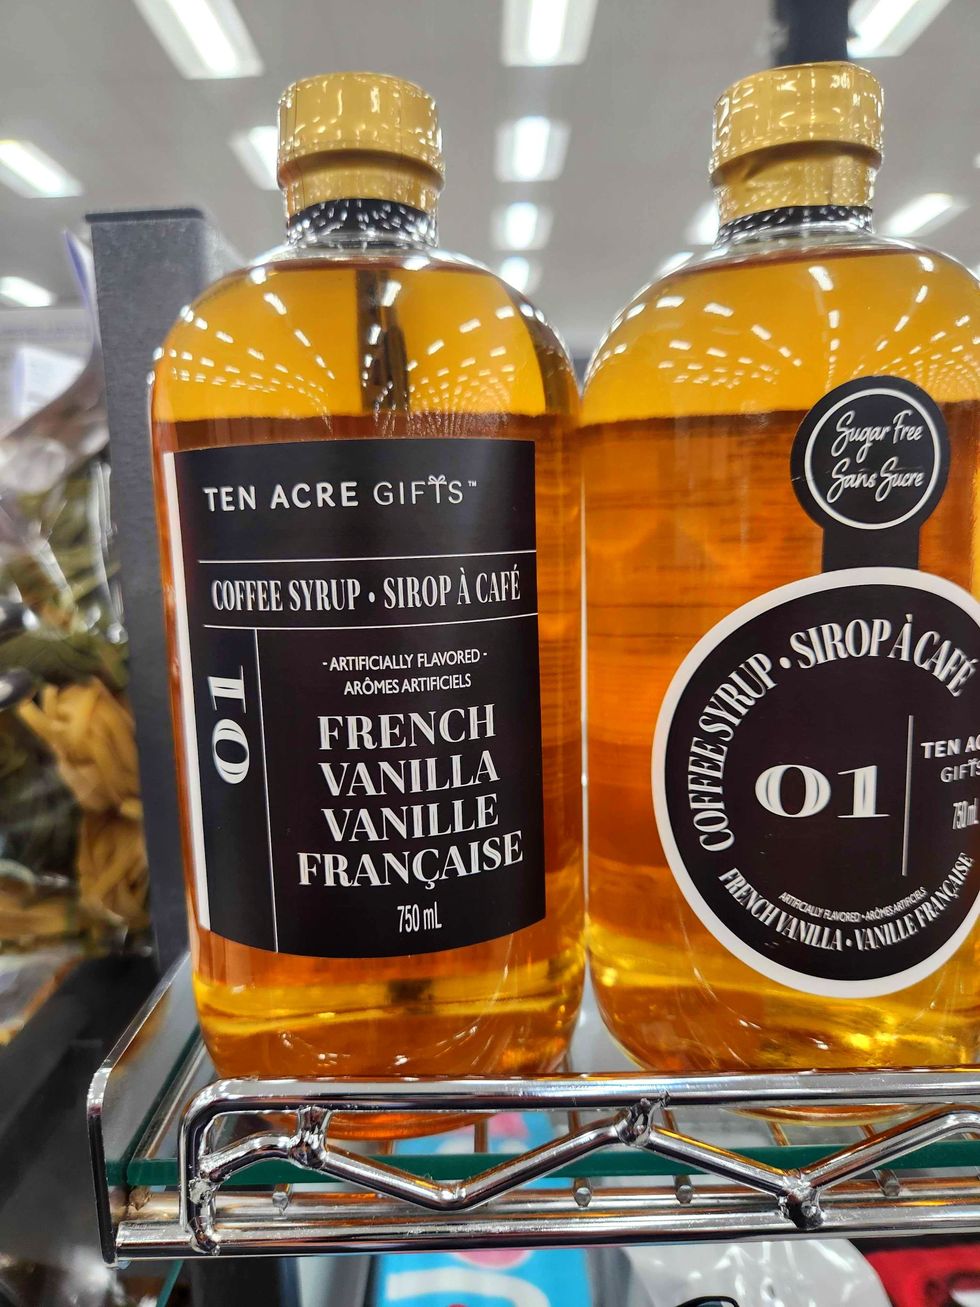 TEN ACRE GIFTS™
COFFEE SYRUP • SIROP À CAFÉ
01
- ARTIFICIALLY FLAVORED -
ARÔMES ARTIFICIELS
FRENCH
VANILLA
VANILLE
FRANÇAISE
750 mL
Sugar Free
Sans Sucre
COFFEE SYRUP • SIROP À CAFÉ
01
TEN
GIFTS
750 mL
ARTIFICIALLY FLAVORED • ARÔMES ARTIFICIELS
FRENCH VANILLA • VANILLE FRANÇAISE